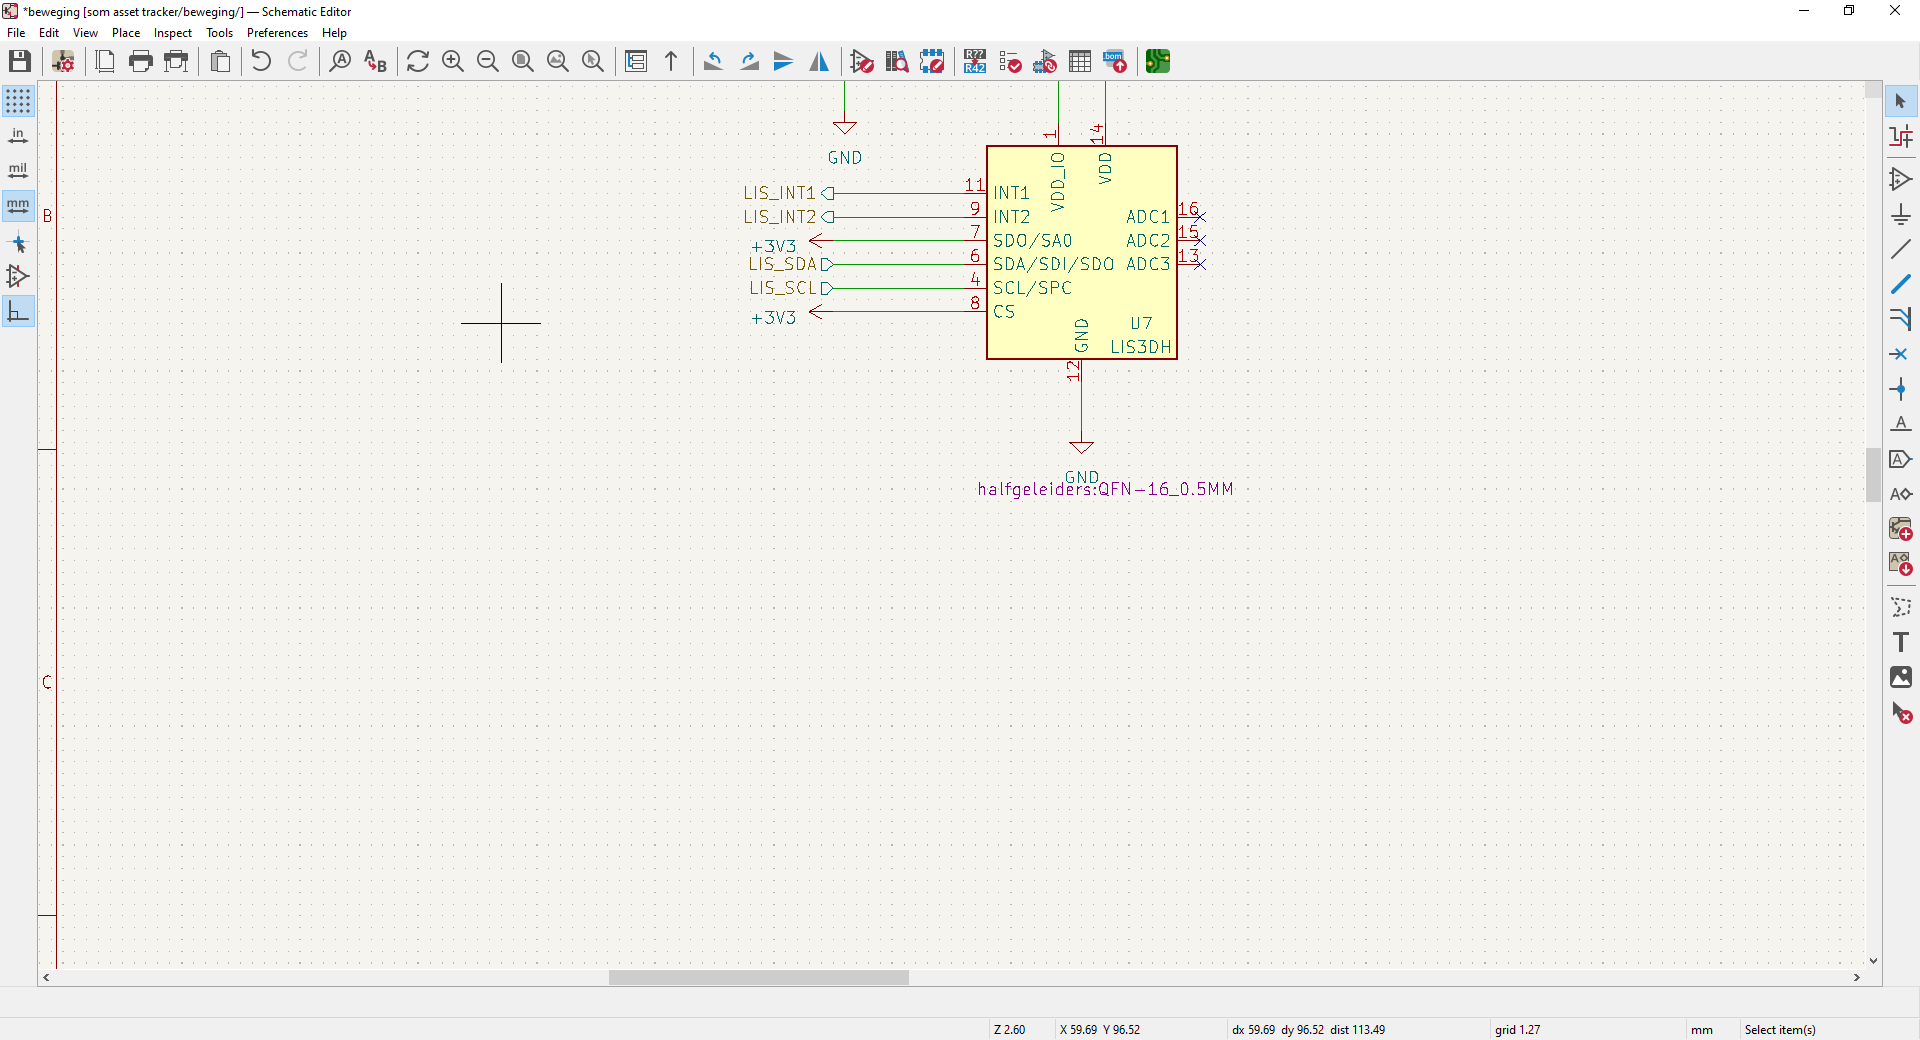 *beweging [som asset tracker/beweging/] — Schematic Editor
File Edit View Place Inspect Tools Preferences Help
A
A
B
R??
R42
bom
in
mil
mm
B
C
GND
1
14
VDD_IO
VDD
LIS_INT1
11
INT1
LIS_INT2
9
INT2
+3V3
7
SDO/SA0
LIS_SDA
6
SDA/SDI/SDO
LIS_SCL
4
SCL/SPC
+3V3
8
CS
16
ADC1
15
ADC2
13
ADC3
GND
U7
LIS3DH
12
GND
halfgeleiders:QFN-16_0.5MM
A
A
A
A
T
Z 2.60
X 59.69 Y 96.52
dx 59.69 dy 96.52 dist 113.49
grid 1.27
mm
Select item(s)